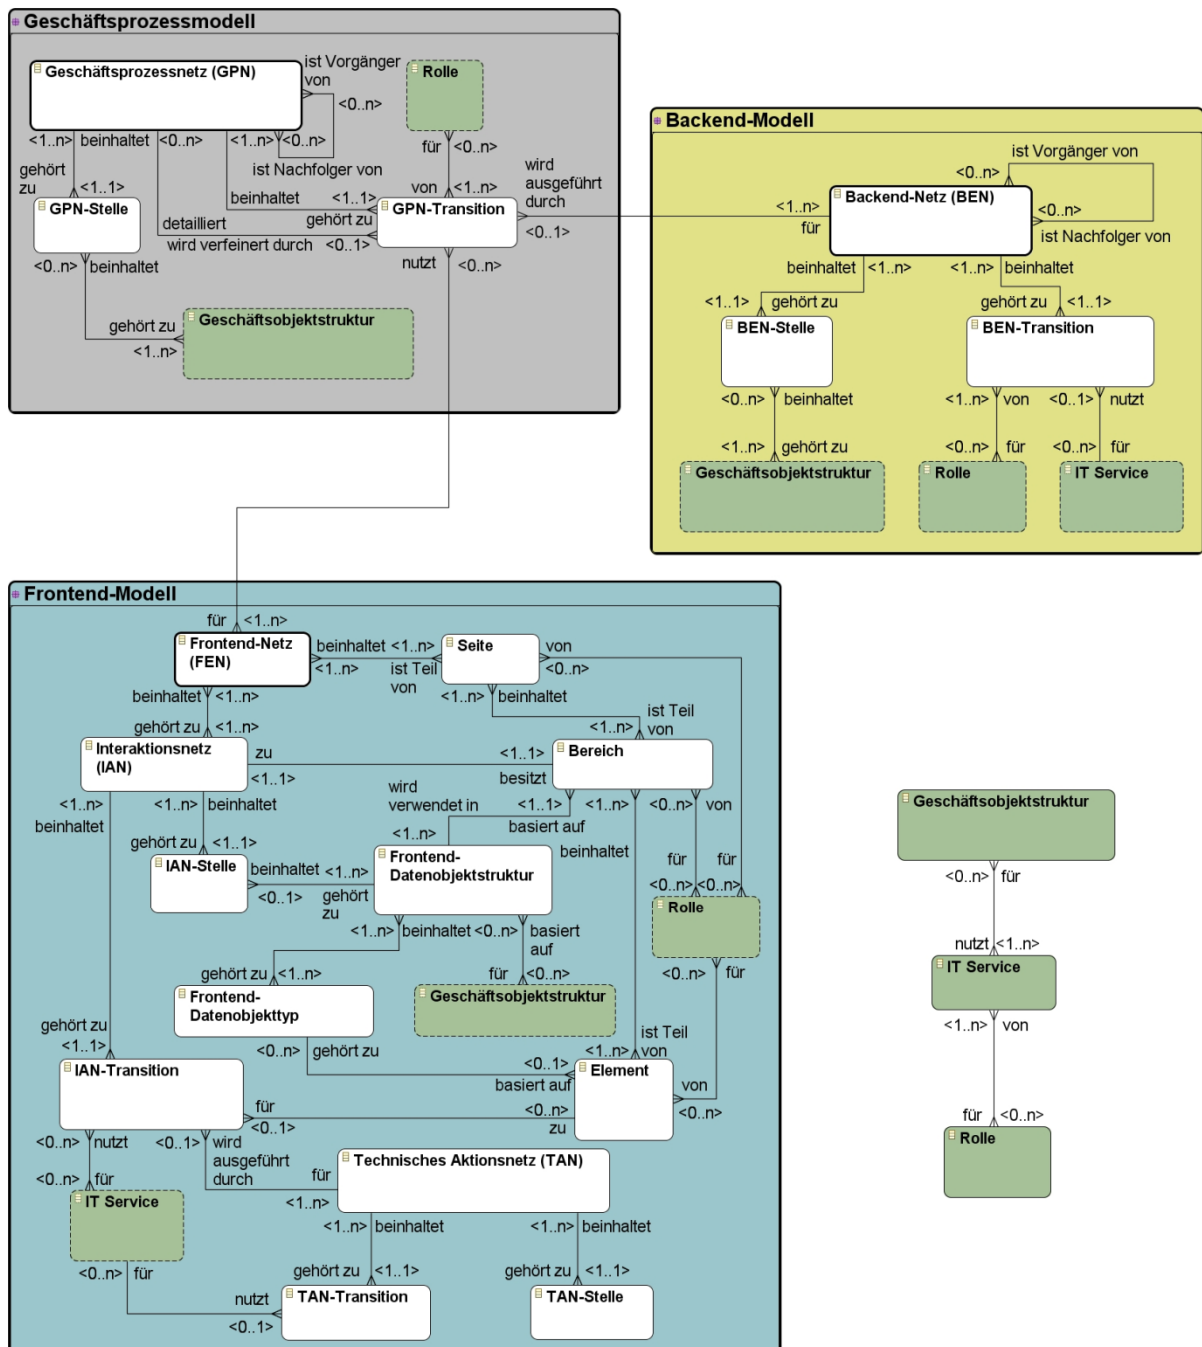 Geschäftsprozessmodell
Geschäftsprozessnetz (GPN)
ist Vorgänger
von
<0..n>
Rolle
<1..n>
beinhaltet
<0..n>
<1..n>
<0..n>
ist Nachfolger von
für
<0..n>
gehört
zu
<1..1>
beinhaltet
<1..1>
von
<1..n>
wird
ausgeführt
durch
GPN-Stelle
detailliert
gehört zu
GPN-Transition
wird verfeinert durch
<0..1>
<0..1>
<0..n>
beinhaltet
nutzt
<0..n>
gehört zu
<1..n>
Geschäftsobjektstruktur
Backend-Modell
ist Vorgänger von
<0..n>
Backend-Netz (BEN)
<1..n>
für
<0..n>
ist Nachfolger von
beinhaltet
<1..n>
<1..n>
beinhaltet
<1..1>
gehört zu
gehört zu
<1..1>
BEN-Stelle
BEN-Transition
<0..n>
beinhaltet
<1..n>
von
<0..1>
nutzt
<1..n>
gehört zu
<0..n>
für
<0..n>
für
Geschäftsobjektstruktur
Rolle
IT Service
Frontend-Modell
für
<1..n>
Frontend-Netz
(FEN)
beinhaltet
<1..n>
<1..n>
ist Teil
von
Seite
von
<0..n>
beinhaltet
<1..n>
<1..n>
beinhaltet
gehört zu
<1..n>
<1..n>
ist Teil
von
Interaktionsnetz
(IAN)
zu
<1..1>
<1..1>
besitzt
Bereich
<1..n>
beinhaltet
<1..n>
beinhaltet
wird
verwendet in
<1..1>
basiert auf
<1..n>
beinhaltet
<0..n>
von
gehört zu
<1..1>
<1..n>
IAN-Stelle
beinhaltet
<1..n>
<0..1>
gehört
zu
Frontend-
Datenobjektstruktur
für
für
<0..n>
<0..n>
Rolle
<1..n>
beinhaltet
<0..n>
basiert
auf
<0..n>
für
gehört zu
<1..n>
für
<0..n>
Frontend-
Datenobjekttyp
Geschäftsobjektstruktur
gehört zu
<1..1>
<0..n>
gehört zu
<0..1>
basiert auf
<1..n>
ist Teil
von
IAN-Transition
Element
von
<0..n>
für
<0..1>
<0..n>
zu
<0..n>
nutzt
<0..1>
wird
ausgeführt
durch
Technisches Aktionsnetz (TAN)
für
<1..n>
<0..n>
für
IT Service
<1..n>
beinhaltet
<1..n>
beinhaltet
<0..n>
für
gehört zu
<1..1>
gehört zu
<1..1>
nutzt
<0..1>
TAN-Transition
TAN-Stelle
Geschäftsobjektstruktur
<0..n>
für
nutzt
<1..n>
IT Service
<1..n>
von
für
<0..n>
Rolle